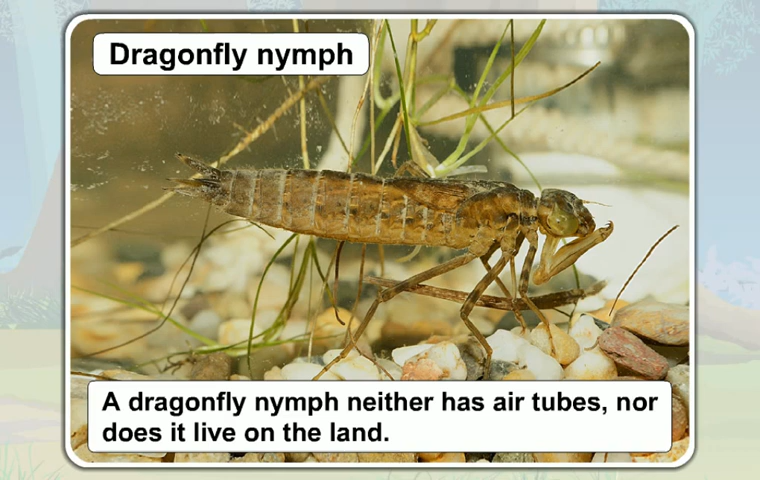 Dragonfly nymph
A dragonfly nymph neither has air tubes, nor
does it live on the land.